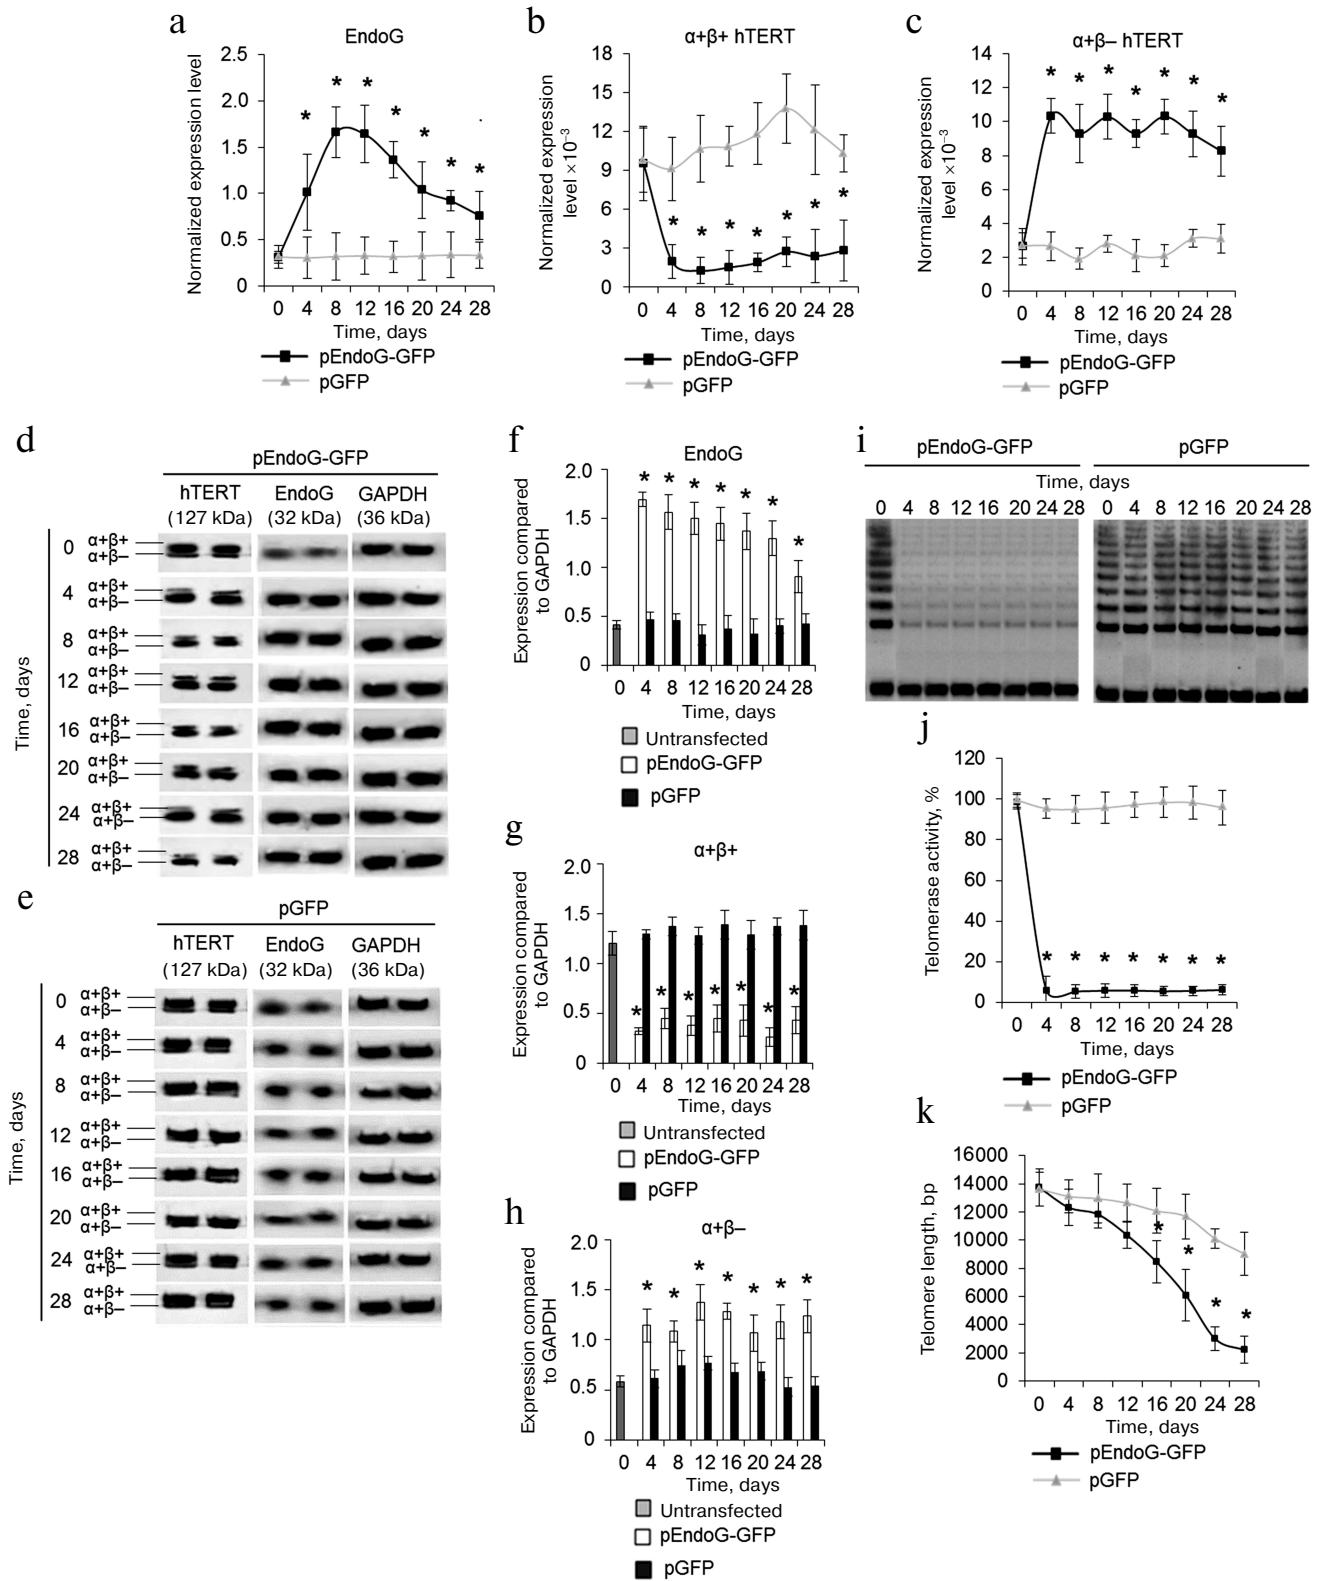 a
EndoG
Normalized expression level
2.5
2.0
1.5
1.0
0.5
0
* * * * * * *
0 4 8 12 16 20 24 28
Time, days
pEndoG-GFP
pGFP
b
α+β+ hTERT
Normalized expression
level ×10⁻³
18
15
12
9
6
3
0
* * * * * * *
0 4 8 12 16 20 24 28
Time, days
pEndoG-GFP
pGFP
c
α+β– hTERT
Normalized expression
level ×10⁻³
14
12
10
8
6
4
2
0
* * * * * * *
0 4 8 12 16 20 24 28
Time, days
pEndoG-GFP
pGFP
d
pEndoG-GFP
hTERT EndoG GAPDH
(127 kDa) (32 kDa) (36 kDa)
Time, days
0 α+β+
α+β–
4 α+β+
α+β–
8 α+β+
α+β–
12 α+β+
α+β–
16 α+β+
α+β–
20 α+β+
α+β–
24 α+β+
α+β–
28 α+β+
α+β–
e
pGFP
hTERT EndoG GAPDH
(127 kDa) (32 kDa) (36 kDa)
Time, days
0 α+β+
α+β–
4 α+β+
α+β–
8 α+β+
α+β–
12 α+β+
α+β–
16 α+β+
α+β–
20 α+β+
α+β–
24 α+β+
α+β–
28 α+β+
α+β–
f
EndoG
Expression compared
to GAPDH
2.0
1.5
1.0
0.5
0
* * * * * * *
0 4 8 12 16 20 24 28
Time, days
Untransfected
pEndoG-GFP
pGFP
g
α+β+
Expression compared
to GAPDH
2.0
1.5
1.0
0.5
0
* * * * * * *
0 4 8 12 16 20 24 28
Time, days
Untransfected
pEndoG-GFP
pGFP
h
α+β–
Expression compared
to GAPDH
2.0
1.5
1.0
0.5
0
* * * * * * *
0 4 8 12 16 20 24 28
Time, days
Untransfected
pEndoG-GFP
pGFP
i
pEndoG-GFP pGFP
Time, days
0 4 8 12 16 20 24 28 0 4 8 12 16 20 24 28
j
Telomerase activity, %
120
100
80
60
40
20
0
* * * * * * *
0 4 8 12 16 20 24 28
Time, days
pEndoG-GFP
pGFP
k
Telomere length, bp
16000
14000
12000
10000
8000
6000
4000
2000
0
* * * *
0 4 8 12 16 20 24 28
Time, days
pEndoG-GFP
pGFP